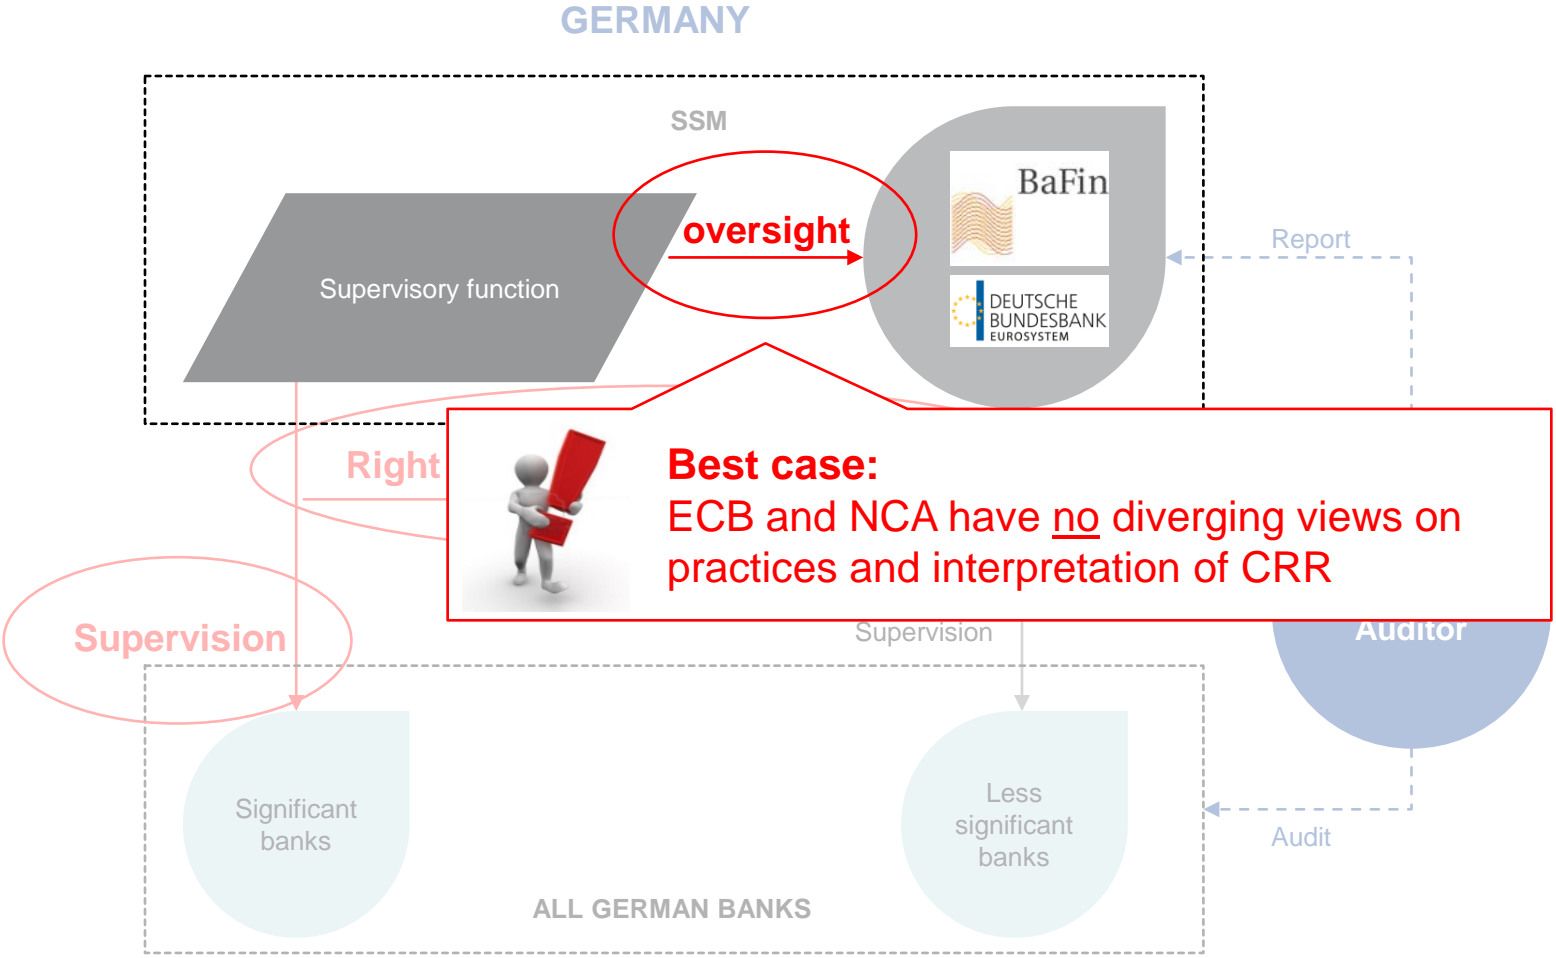 GERMANY
SSM
BaFin
oversight
Report
Supervisory function
DEUTSCHE
BUNDESBANK
EUROSYSTEM
Right
Best case:
ECB and NCA have no diverging views on
practices and interpretation of CRR
Supervision
Supervision
Auditor
Significant
banks
Less
significant
banks
Audit
ALL GERMAN BANKS